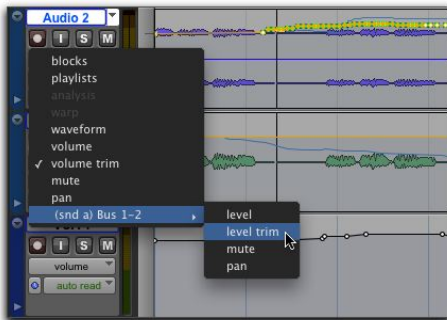 Audio 2
I S M
blocks
playlists
analysis
warp
waveform
volume
✓ volume trim
mute
pan
(snd a) Bus 1-2
level
level trim
mute
pan
I S M
volume
auto read